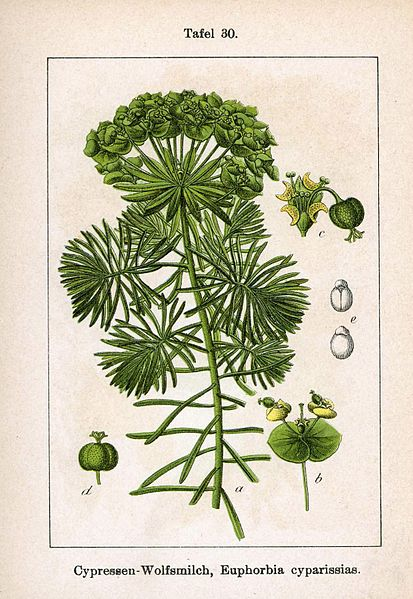 Tafel 30.
c
e
b
d
a
Cypressen-Wolfsmilch, Euphorbia cyparissias.